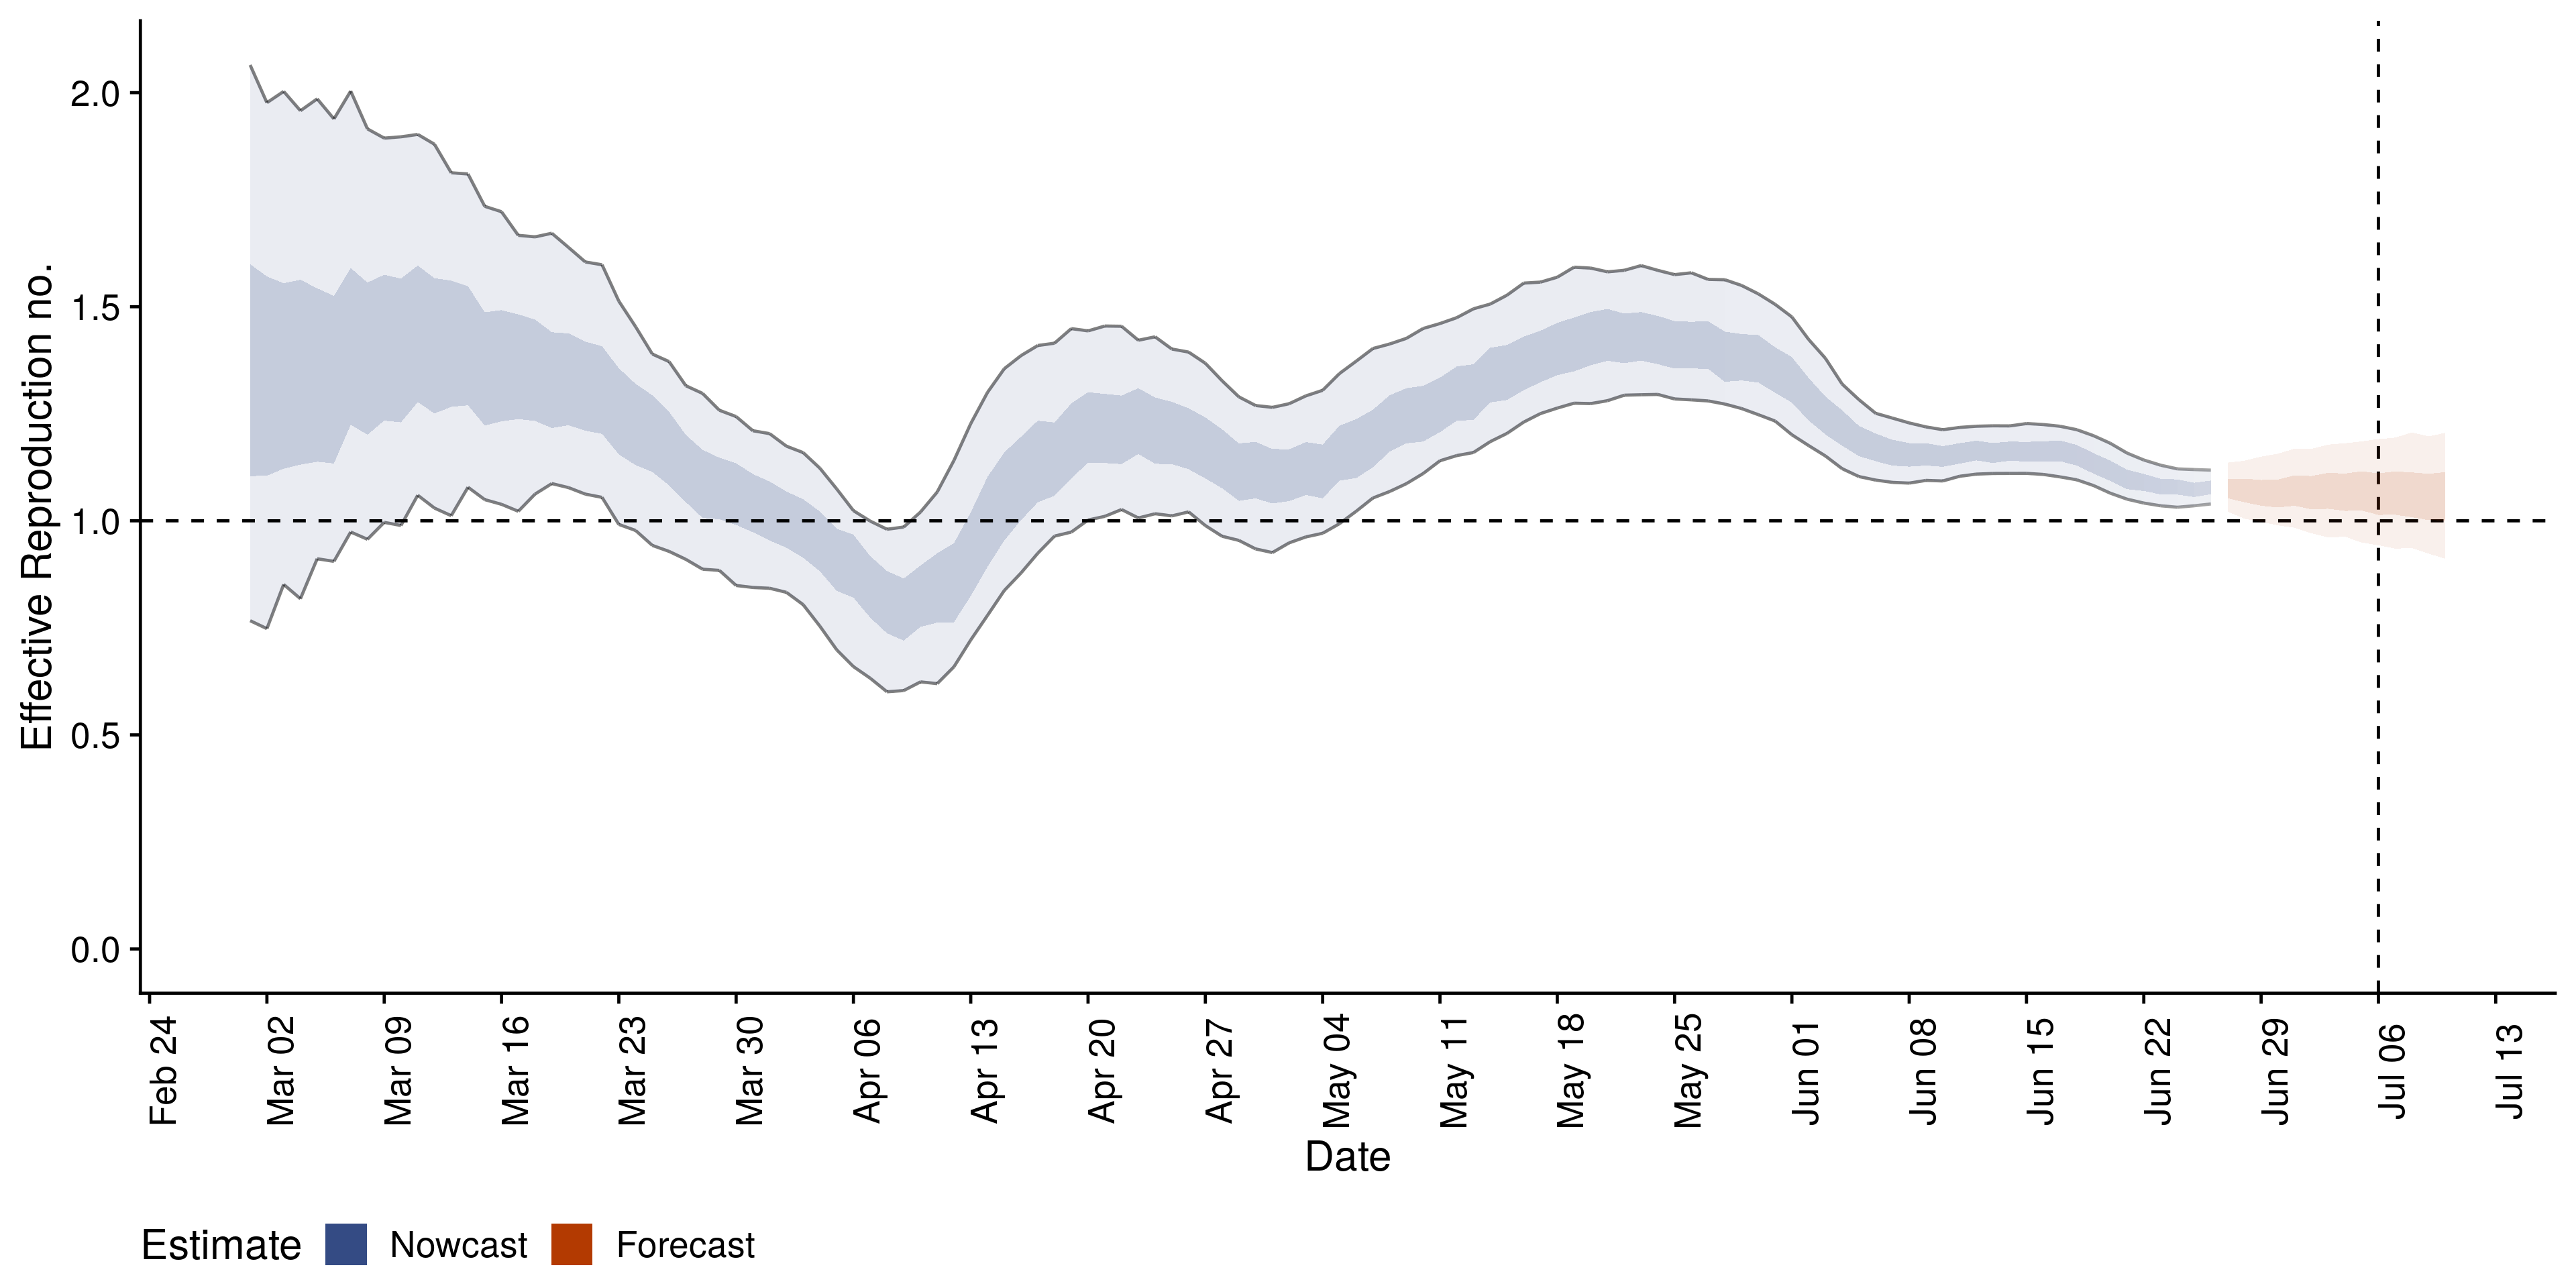 Effective Reproduction no.
2.0
1.5
1.0
0.5
0.0
Feb 24
Mar 02
Mar 09
Mar 16
Mar 23
Mar 30
Apr 06
Apr 13
Apr 20
Apr 27
May 04
May 11
May 18
May 25
Jun 01
Jun 08
Jun 15
Jun 22
Jun 29
Jul 06
Jul 13
Date
Estimate Nowcast Forecast